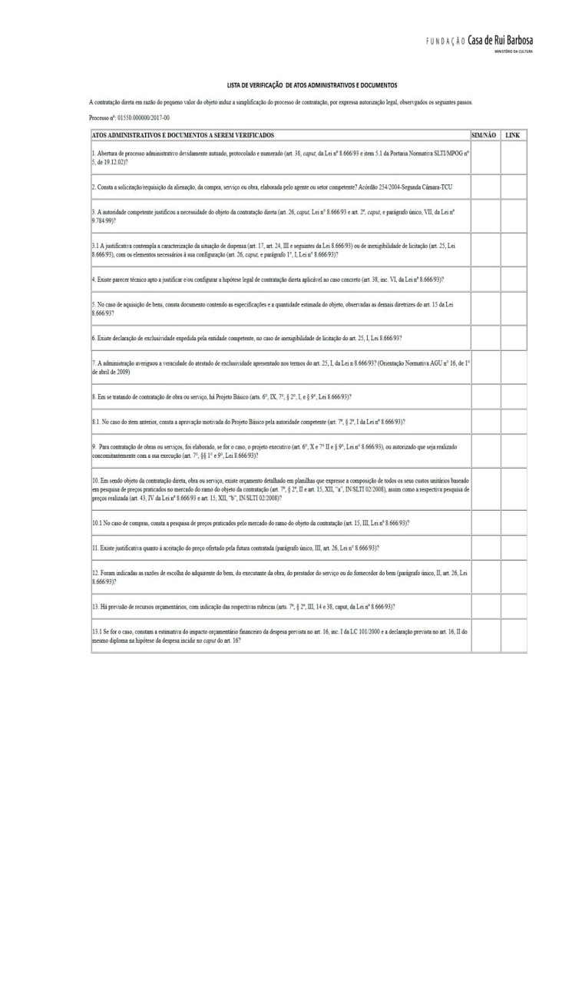 FUNDAÇÃO Casa de Rui Barbosa
MINISTÉRIO DA CULTURA
LISTA DE VERIFICAÇÃO DE ATOS ADMINISTRATIVOS E DOCUMENTOS
A contratação direta em razão do pequeno valor do objeto induz a simplificação do processo de contratação, por expressa autorização legal, observgados os seguintes passos.
Processo nº: 01550.000000/2017-00
ATOS ADMINISTRATIVOS E DOCUMENTOS A SEREM VERIFICADOS SIM/NÃO LINK
1. Abertura de processo administrativo devidamente autuado, protocolado e numerado (art. 38, caput, da Lei nº 8.666/93 e item 5.1 da Portaria Normativa SLTI/MPOG nº
5, de 19.12.02)?
2. Consta a solicitação/requisição da alienação, da compra, serviço ou obra, elaborada pelo agente ou setor competente? Acórdão 254/2004-Segunda Câmara-TCU
3. A autoridade competente justificou a necessidade do objeto da contratação direta (art. 26, caput, Lei n° 8.666/93 e art. 2º, caput, e parágrafo único, VII, da Lei nº
9.784/99)?
3.1 A justificativa contempla a caracterização da situação de dispensa (art. 17, art. 24, III e seguintes da Lei 8.666/93) ou de inexigibilidade de licitação (art. 25, Lei
8.666/93), com os elementos necessários à sua configuração (art. 26, caput, e parágrafo 1°, I, Lei n° 8.666/93)?
4. Existe parecer técnico apto a justificar e/ou configurar a hipótese legal de contratação direta aplicável ao caso concreto (art. 38, inc. VI, da Lei nº 8.666/93)?
5. No caso de aquisição de bens, consta documento contendo as especificações e a quantidade estimada do objeto, observadas as demais diretrizes do art. 15 da Lei
8.666/93?
6. Existe declaração de exclusividade expedida pela entidade competente, no caso de inexigibilidade de licitação do art. 25, I, Lei 8.666/93?
7. A administração averiguou a veracidade do atestado de exclusividade apresentado nos termos do art. 25, I, da Lei n 8.666/93? (Orientação Normativa AGU n° 16, de 1°
de abril de 2009)
8. Em se tratando de contratação de obra ou serviço, há Projeto Básico (arts. 6°, IX, 7°, § 2°, I, e § 9°, Lei 8.666/93)?
8.1. No caso do item anterior, consta a aprovação motivada do Projeto Básico pela autoridade competente (art. 7º, § 2º, I da Lei nº 8.666/93)?
9. Para contratação de obras ou serviços, foi elaborado, se for o caso, o projeto executivo (art. 6°, X e 7° II e § 9°, Lei n° 8.666/93), ou autorizado que seja realizado
concomitantemente com a sua execução (art. 7°, §§ 1° e 9°, Lei 8.666/93)?
10. Em sendo objeto da contratação direta, obra ou serviço, existe orçamento detalhado em planilhas que expresse a composição de todos os seus custos unitários baseado
em pesquisa de preços praticados no mercado do ramo do objeto da contratação (art. 7º, § 2º, II e art. 15, XII, "a", IN/SLTI 02/2008), assim como a respectiva pesquisa de
preços realizada (art. 43, IV da Lei nº 8.666/93 e art. 15, XII, "b", IN/SLTI 02/2008)?
10.1 No caso de compras, consta a pesquisa de preços praticados pelo mercado do ramo do objeto da contratação (art. 15, III, Lei nº 8.666/93)?
11. Existe justificativa quanto à aceitação do preço ofertado pela futura contratada (parágrafo único, III, art. 26, Lei n° 8.666/93)?
12. Foram indicadas as razões de escolha do adquirente do bem, do executante da obra, do prestador do serviço ou do fornecedor do bem (parágrafo único, II, art. 26, Lei
8.666/93)?
13. Há previsão de recursos orçamentários, com indicação das respectivas rubricas (arts. 7º, § 2º, III, 14 e 38, caput, da Lei nº 8.666/93)?
13.1 Se for o caso, constam a estimativa do impacto orçamentário financeiro da despesa prevista no art. 16, inc. I da LC 101/2000 e a declaração prevista no art. 16, II do
mesmo diploma na hipótese da despesa incidir no caput do art. 16?